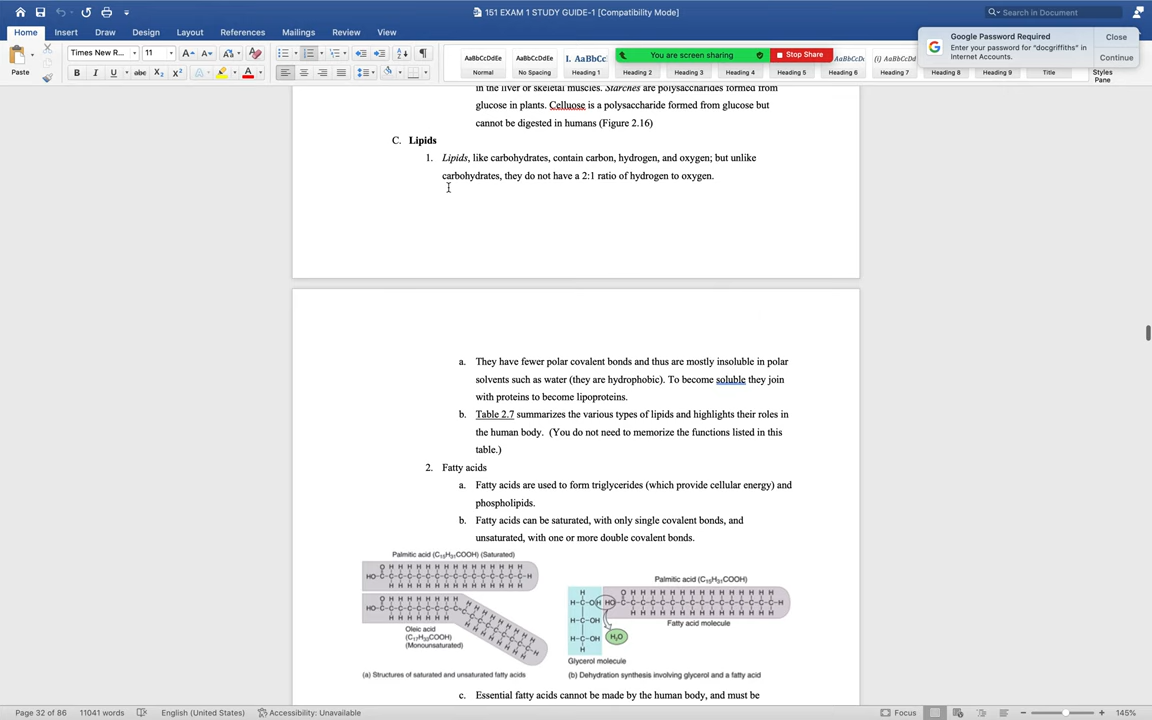 151 EXAM 1 STUDY GUIDE-1 [Compatibility Mode]
Search in Document
Home Insert Draw Design Layout References Mailings Review View
Google Password Required
Enter your password for "docgriffiths" in
Internet Accounts.
Close
Continue
You are screen sharing
Stop Share
Paste
Times New R...
11
AaBbCcDdEe
Normal
AaBbCcDdEe
No Spacing
I. AaBbCc
Heading 1
Heading 2
Heading 3
Heading 4
Heading 5
AaBbCcDc
Heading 6
(i) AaBbCcDd
Heading 7
Heading 8
Heading 9
Title
Styles
Pane
in the liver or skeletal muscles. Starches are polysaccharides formed from
glucose in plants. Celluose is a polysaccharide formed from glucose but
cannot be digested in humans (Figure 2.16)
C. Lipids
1. Lipids, like carbohydrates, contain carbon, hydrogen, and oxygen; but unlike
carbohydrates, they do not have a 2:1 ratio of hydrogen to oxygen.
a. They have fewer polar covalent bonds and thus are mostly insoluble in polar
solvents such as water (they are hydrophobic). To become soluble they join
with proteins to become lipoproteins.
b. Table 2.7 summarizes the various types of lipids and highlights their roles in
the human body. (You do not need to memorize the functions listed in this
table.)
2. Fatty acids
a. Fatty acids are used to form triglycerides (which provide cellular energy) and
phospholipids.
b. Fatty acids can be saturated, with only single covalent bonds, and
unsaturated, with one or more double covalent bonds.
Palmitic acid (C₁₅H₃₁COOH) (Saturated)
Oleic acid
(C₁₇H₃₃COOH)
(Monounsaturated)
(a) Structures of saturated and unsaturated fatty acids
Palmitic acid (C₁₅H₃₁COOH)
Fatty acid molecule
H₂O
Glycerol molecule
(b) Dehydration synthesis involving glycerol and a fatty acid
c. Essential fatty acids cannot be made by the human body, and must be
Page 32 of 86
11041 words
English (United States)
Accessibility: Unavailable
Focus
145%